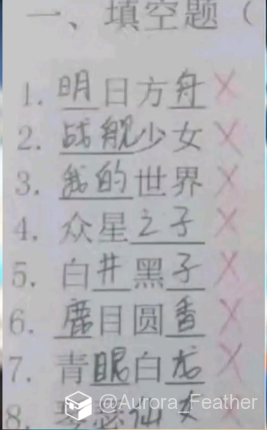 一、填空题（
1. 明日方舟 ×
2. 战舰少女 ×
3. 我的世界 ×
4. 众星之子 ×
5. 白井黑子 ×
6. 鹿目圆香 ×
7. 青眼白龙 ×
8. 仙女
@Aurora_Feather